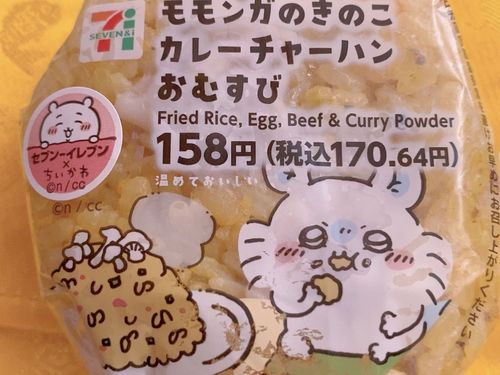 モモンガのきのこ
カレーチャーハン
おむすび
Fried Rice, Egg, Beef & Curry Powder
158円(税込170.64円)
温めておいしい
SEVEN&i
セブン-イレブン
×
ちいかわ
©n/cc
©n/cc